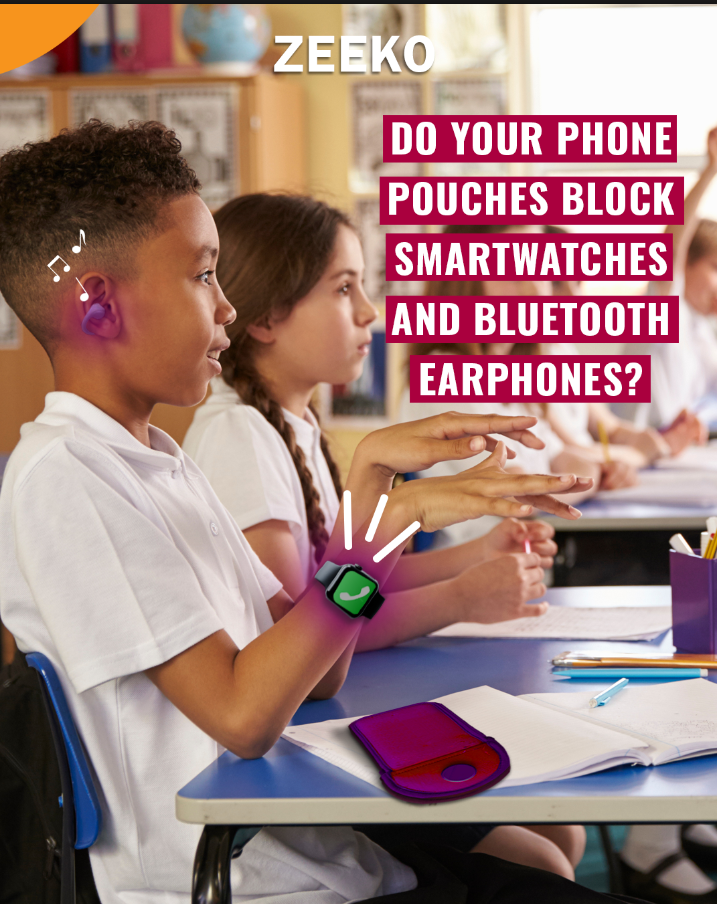 ZEEKO
DO YOUR PHONE
POUCHES BLOCK
SMARTWATCHES
AND BLUETOOTH
EARPHONES?